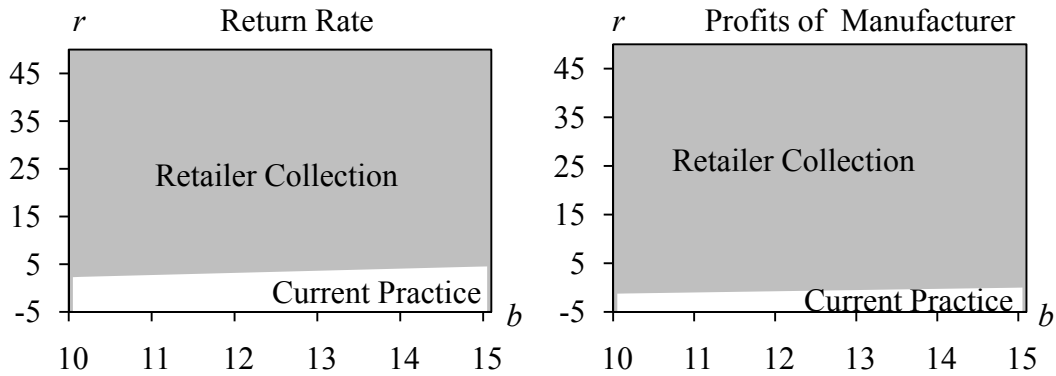 r Return Rate
45
35
25
15
5
-5
Retailer Collection
Current Practice
b
10 11 12 13 14 15
r Profits of Manufacturer
45
35
25
15
5
-5
Retailer Collection
Current Practice
b
10 11 12 13 14 15